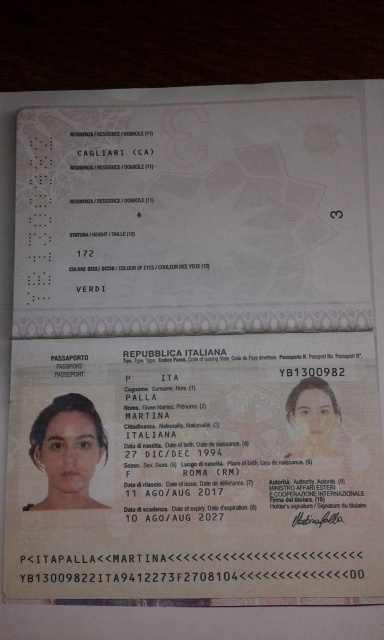 RESIDENZA / RESIDENCE / DOMICILE (11)
CAGLIARI (CA)
RESIDENZA / RESIDENCE / DOMICILE (11)
RESIDENZA / RESIDENCE / DOMICILE (11)
STATURA / HEIGHT / TAILLE (12)
172
COLORE DEGLI OCCHI / COLOUR OF EYES / COULEUR DES YEUX (13)
VERDI
3
PASSAPORTO
PASSPORT
PASSEPORT
REPUBBLICA ITALIANA
Tipo. Type. Type. Codice Paese. Code of issuing State. Passaporto N. Passport No. Passeport N°.
P ITA YB1300982
Cognome. Surname. Nom. (1)
PALLA
Nome. Given Names. Prénoms. (2)
MARTINA
Cittadinanza. Nationality. Nationalité. (3)
ITALIANA
Data di nascita. Date of birth. Date de naissance. (4)
27 DIC/DEC 1994
Sesso. Sex. Sexe. (5) Luogo di nascita. Place of birth. Lieu de naissance. (6)
F ROMA (RM)
Data di rilascio. Date of issue. Date de délivrance. (7)
11 AGO/AUG 2017
Data di scadenza. Date of expiry. Date d'expiration. (8)
10 AGO/AUG 2027
Autorità. Authority. Autorité. (9)
MINISTRO AFFARI ESTERI
E COOPERAZIONE INTERNAZIONALE
Firma del titolare. (10)
Holder's signature / Signature du titulaire
Martina Palla
P<ITAPALLA<<MARTINA<<<<<<<<<<<<<<<<<<<<<<<<<
YB13009822ITA9412273F2708104<<<<<<<<<<<<<<00